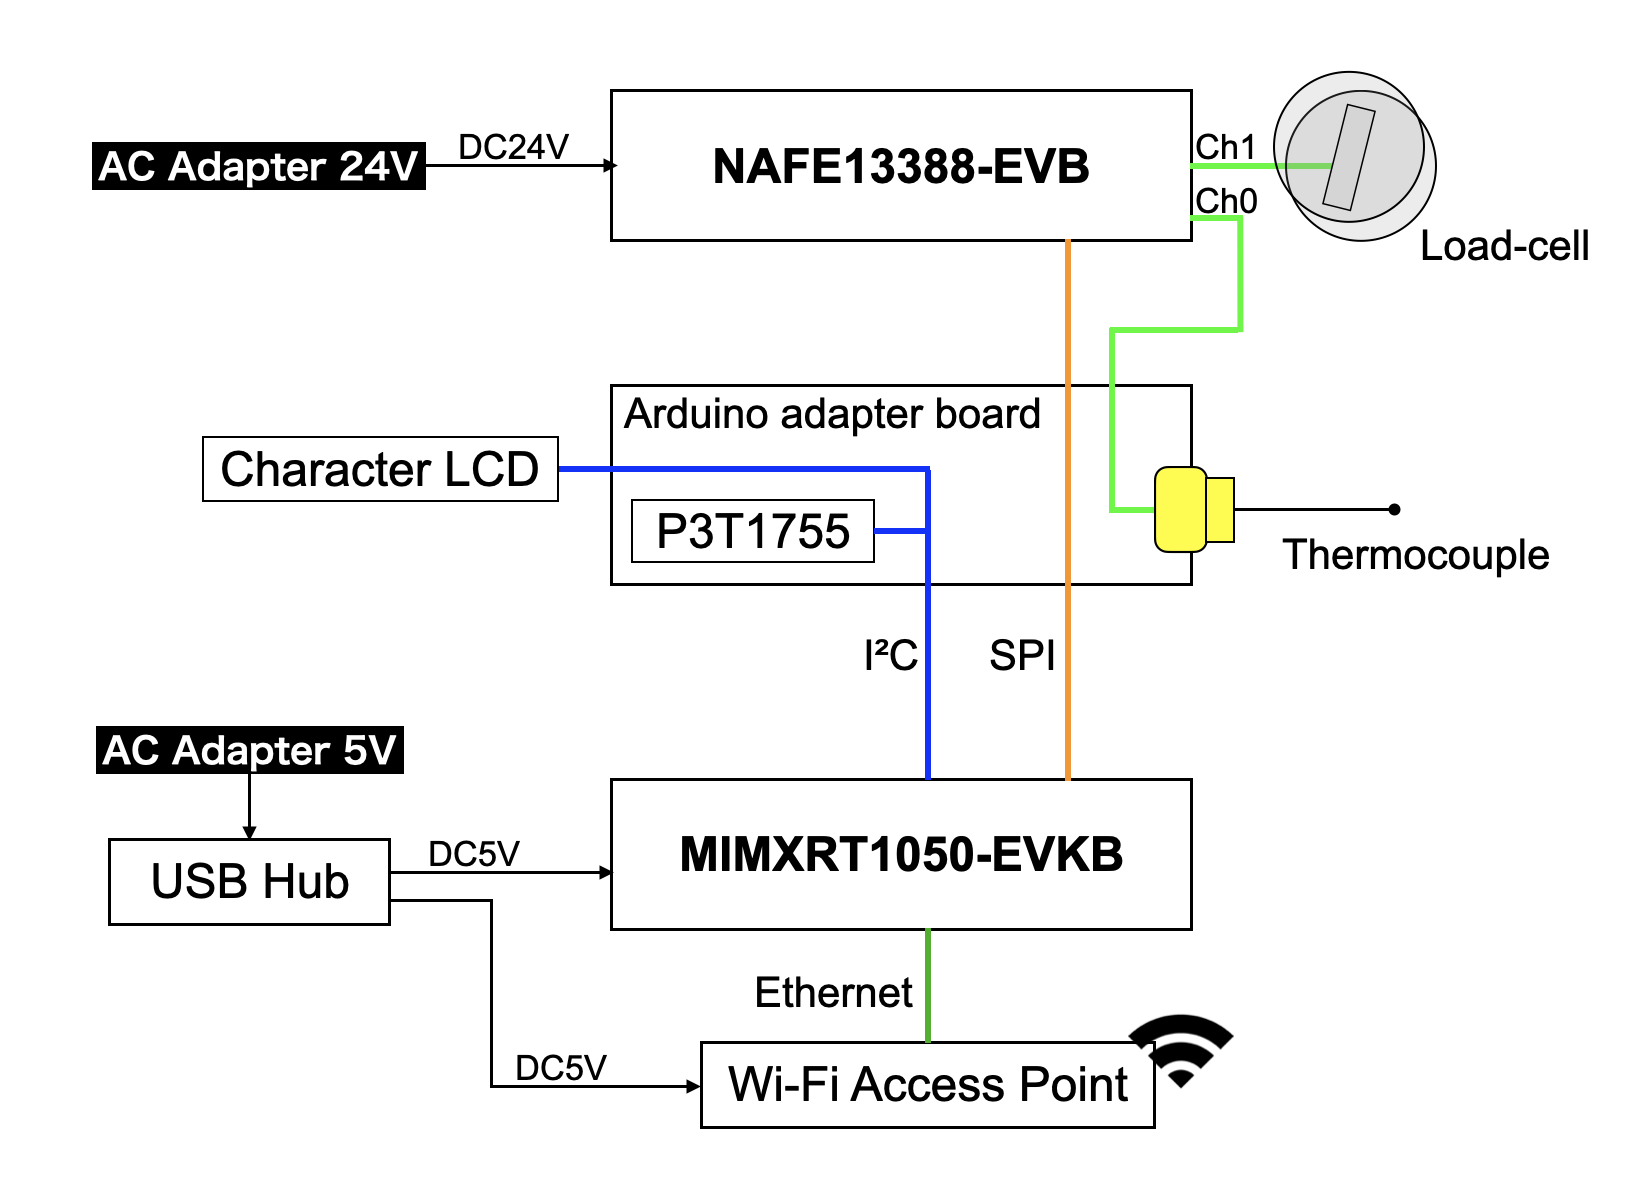 AC Adapter 24V
DC24V
NAFE13388-EVB
Ch1
Ch0
Load-cell
Arduino adapter board
Character LCD
P3T1755
Thermocouple
I²C
SPI
AC Adapter 5V
USB Hub
DC5V
MIMXRT1050-EVKB
Ethernet
DC5V
Wi-Fi Access Point